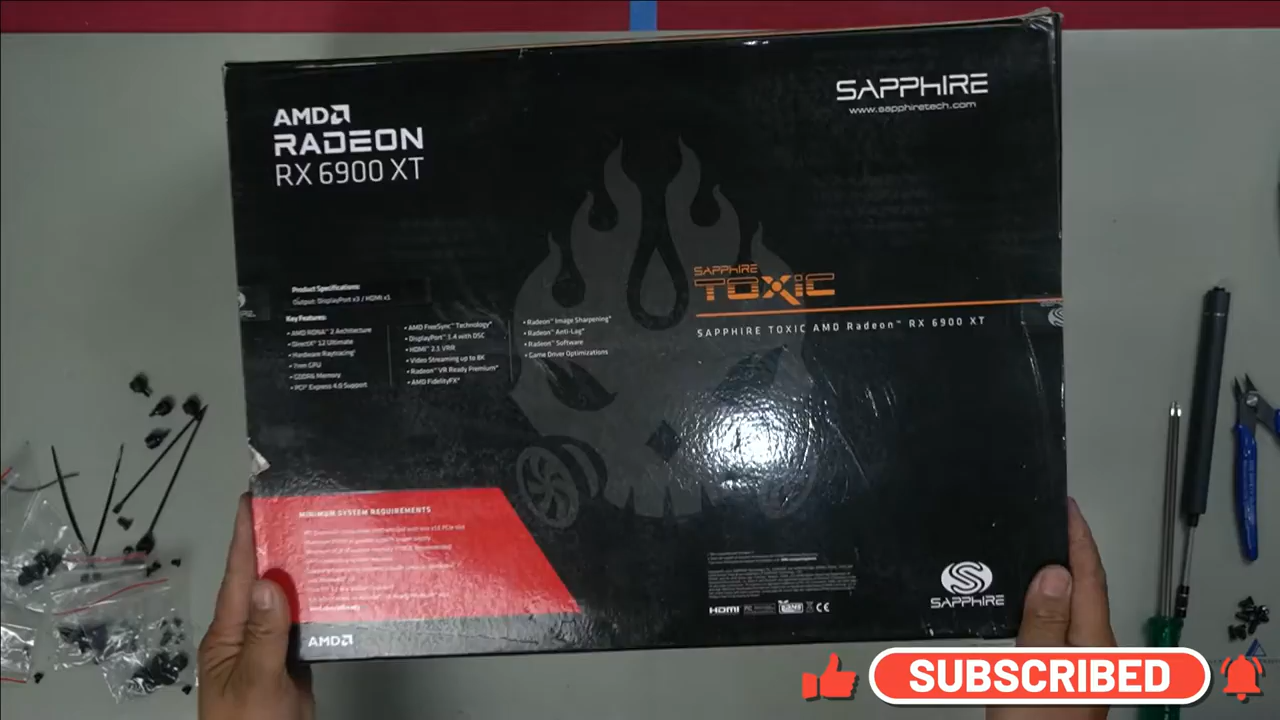 AMD
RADEON
RX 6900 XT
SAPPHIRE
www.sapphiretech.com
Product Specifications:
Output: DisplayPort x3 / HDMI x1
Key Features:
• AMD RDNA™ 2 Architecture
• DirectX® 12 Ultimate
• Hardware Raytracing*
• 7nm GPU
• GDDR6 Memory
• PCI® Express 4.0 Support
• AMD FreeSync™ Technology*
• DisplayPort™ 1.4 with DSC
• HDMI™ 2.1 VRR
• Video Streaming up to 8K
• Radeon™ VR Ready Premium*
• AMD FidelityFX*
• Radeon™ Image Sharpening*
• Radeon™ Anti-Lag*
• Radeon™ Software
• Game Driver Optimizations
SAPPHIRE
TOXIC
SAPPHIRE TOXIC AMD Radeon™ RX 6900 XT
MINIMUM SYSTEM REQUIREMENTS
AMD
HDMI
CE
SAPPHIRE
SUBSCRIBED